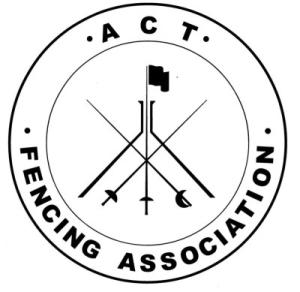 · A C T ·
· FENCING ASSOCIATION ·